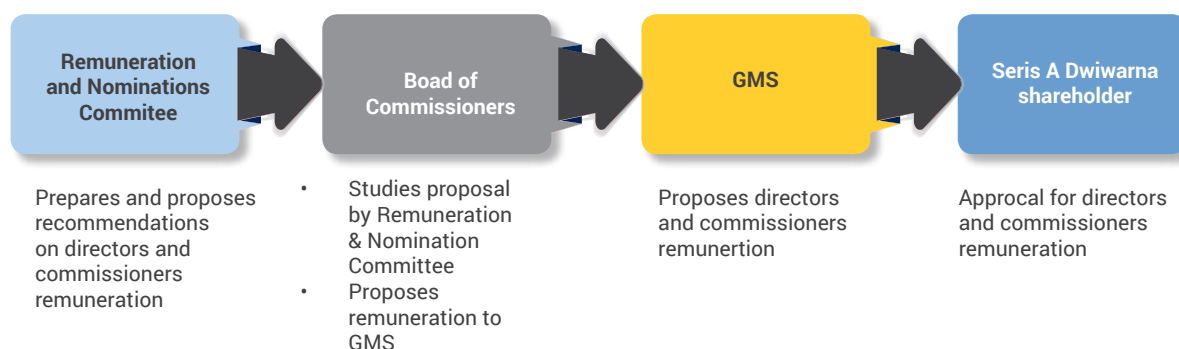 Remuneration
and Nominations
Commitee
Boad of
Commissioners
GMS
Seris A Dwiwarna
shareholder
Prepares and proposes
recommendations
on directors and
commissioners
remuneration
• Studies proposal
by Remuneration
& Nomination
Committee
• Proposes
remuneration to
GMS
Proposes directors
and commissioners
remunertion
Approcal for directors
and commissioners
remuneration